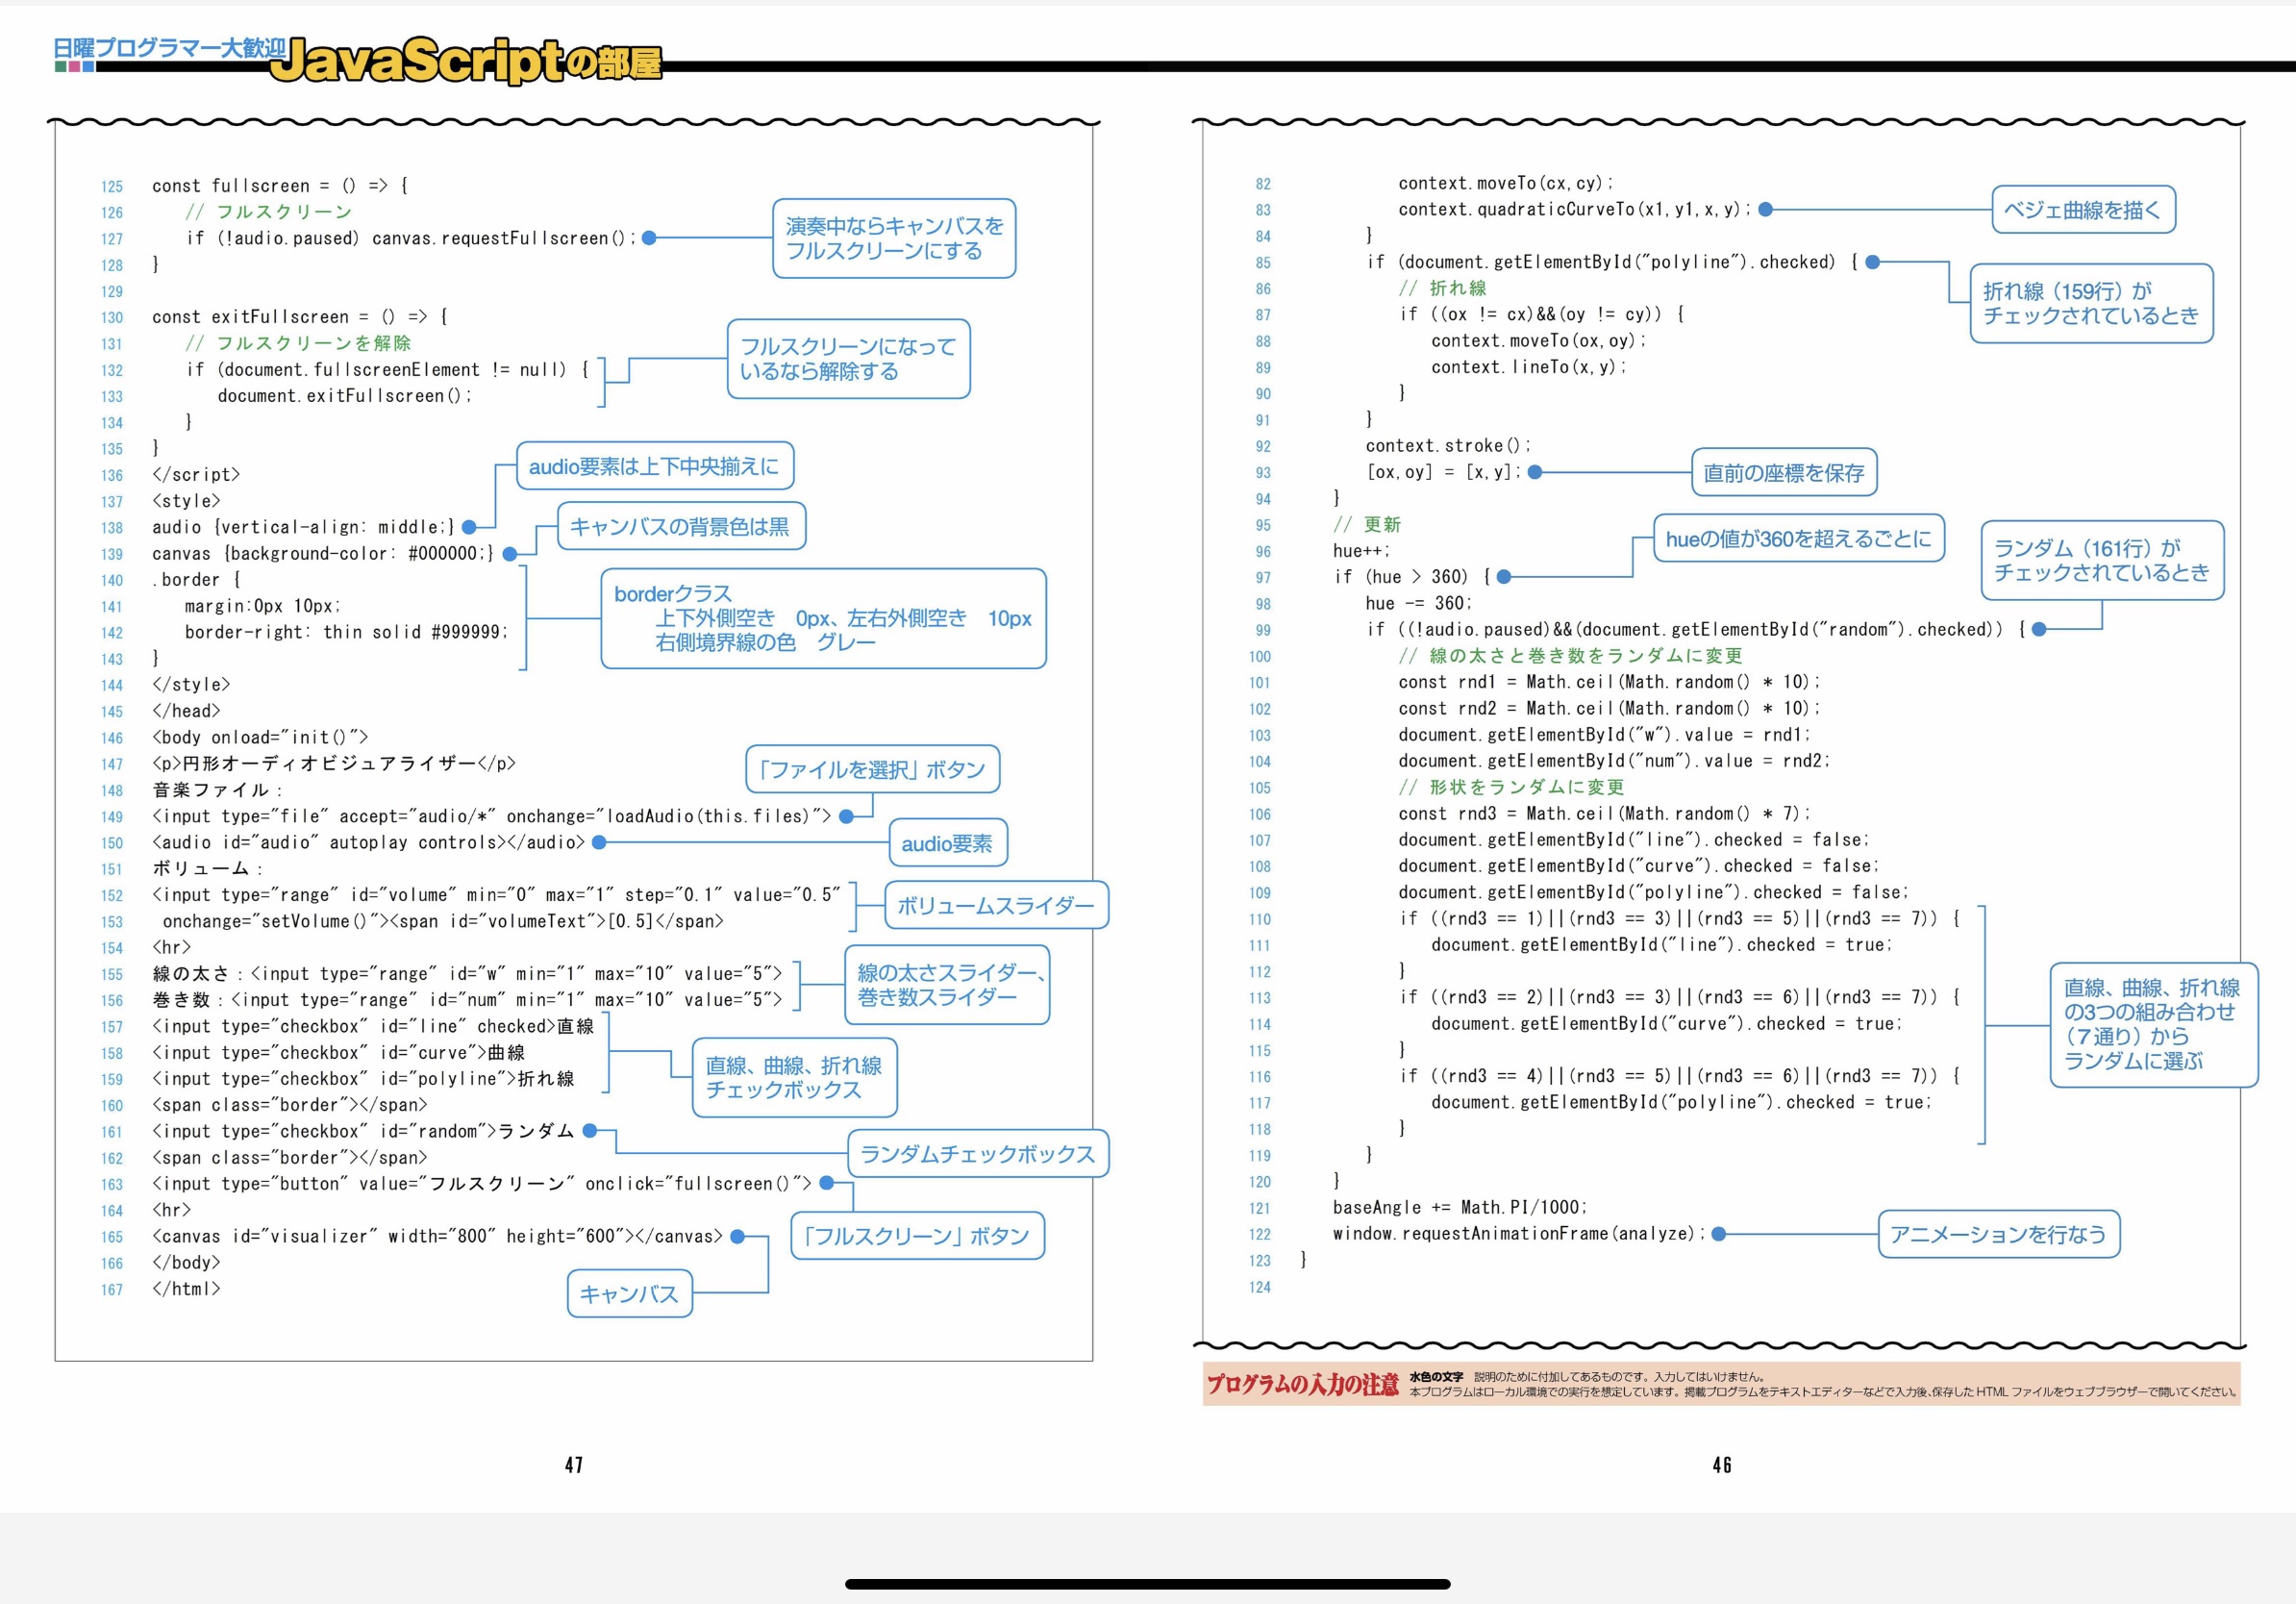 日曜プログラマー大歓迎
JavaScriptの部屋
125 const fullscreen = () => {
126 // フルスクリーン
127 if (!audio.paused) canvas.requestFullscreen();
演奏中ならキャンバスを
フルスクリーンにする
128 }
129
130 const exitFullscreen = () => {
131 // フルスクリーンを解除
132 if (document.fullscreenElement != null) {
フルスクリーンになって
いるなら解除する
133 document.exitFullscreen();
134 }
135 }
136 </script>
audio要素は上下中央揃えに
137 <style>
138 audio {vertical-align: middle;}
キャンバスの背景色は黒
139 canvas {background-color: #000000;}
140 .border {
141 margin:0px 10px;
142 border-right: thin solid #999999;
borderクラス
上下外側空き 0px、左右外側空き 10px
右側境界線の色 グレー
143 }
144 </style>
145 </head>
146 <body onload="init()">
147 <p>円形オーディオビジュアライザー</p>
148 音楽ファイル：
「ファイルを選択」ボタン
149 <input type="file" accept="audio/*" onchange="loadAudio(this.files)">
150 <audio id="audio" autoplay controls></audio>
audio要素
151 ボリューム：
152 <input type="range" id="volume" min="0" max="1" step="0.1" value="0.5"
153 onchange="setVolume()"><span id="volumeText">[0.5]</span>
ボリュームスライダー
154 <hr>
155 線の太さ：<input type="range" id="w" min="1" max="10" value="5">
156 巻き数：<input type="range" id="num" min="1" max="10" value="5">
線の太さスライダー、
巻き数スライダー
157 <input type="checkbox" id="line" checked>直線
158 <input type="checkbox" id="curve">曲線
159 <input type="checkbox" id="polyline">折れ線
直線、曲線、折れ線
チェックボックス
160 <span class="border"></span>
161 <input type="checkbox" id="random">ランダム
ランダムチェックボックス
162 <span class="border"></span>
163 <input type="button" value="フルスクリーン" onclick="fullscreen()">
「フルスクリーン」ボタン
164 <hr>
165 <canvas id="visualizer" width="800" height="600"></canvas>
キャンバス
166 </body>
167 </html>
47
82 context.moveTo(cx,cy);
83 context.quadraticCurveTo(x1,y1,x,y);
ベジェ曲線を描く
84 }
85 if (document.getElementById("polyline").checked) {
折れ線（159行）が
チェックされているとき
86 // 折れ線
87 if ((ox != cx)&&(oy != cy)) {
88 context.moveTo(ox,oy);
89 context.lineTo(x,y);
90 }
91 }
92 context.stroke();
93 [ox,oy] = [x,y];
直前の座標を保存
94 }
95 // 更新
96 hue++;
97 if (hue > 360) {
hueの値が360を超えるごとに
98 hue -= 360;
99 if ((!audio.paused)&&(document.getElementById("random").checked)) {
ランダム（161行）が
チェックされているとき
100 // 線の太さと巻き数をランダムに変更
101 const rnd1 = Math.ceil(Math.random() * 10);
102 const rnd2 = Math.ceil(Math.random() * 10);
103 document.getElementById("w").value = rnd1;
104 document.getElementById("num").value = rnd2;
105 // 形状をランダムに変更
106 const rnd3 = Math.ceil(Math.random() * 7);
107 document.getElementById("line").checked = false;
108 document.getElementById("curve").checked = false;
109 document.getElementById("polyline").checked = false;
110 if ((rnd3 == 1)||(rnd3 == 3)||(rnd3 == 5)||(rnd3 == 7)) {
111 document.getElementById("line").checked = true;
112 }
113 if ((rnd3 == 2)||(rnd3 == 3)||(rnd3 == 6)||(rnd3 == 7)) {
114 document.getElementById("curve").checked = true;
115 }
116 if ((rnd3 == 4)||(rnd3 == 5)||(rnd3 == 6)||(rnd3 == 7)) {
117 document.getElementById("polyline").checked = true;
118 }
直線、曲線、折れ線
の3つの組み合わせ
（7通り）から
ランダムに選ぶ
119 }
120 }
121 baseAngle += Math.PI/1000;
122 window.requestAnimationFrame(analyze);
アニメーションを行なう
123 }
124
プログラムの入力の注意
水色の文字 説明のために付加してあるものです。入力してはいけません。
本プログラムはローカル環境での実行を想定しています。掲載プログラムをテキストエディターなどで入力後、保存した HTML ファイルをウェブブラウザーで開いてください。
46